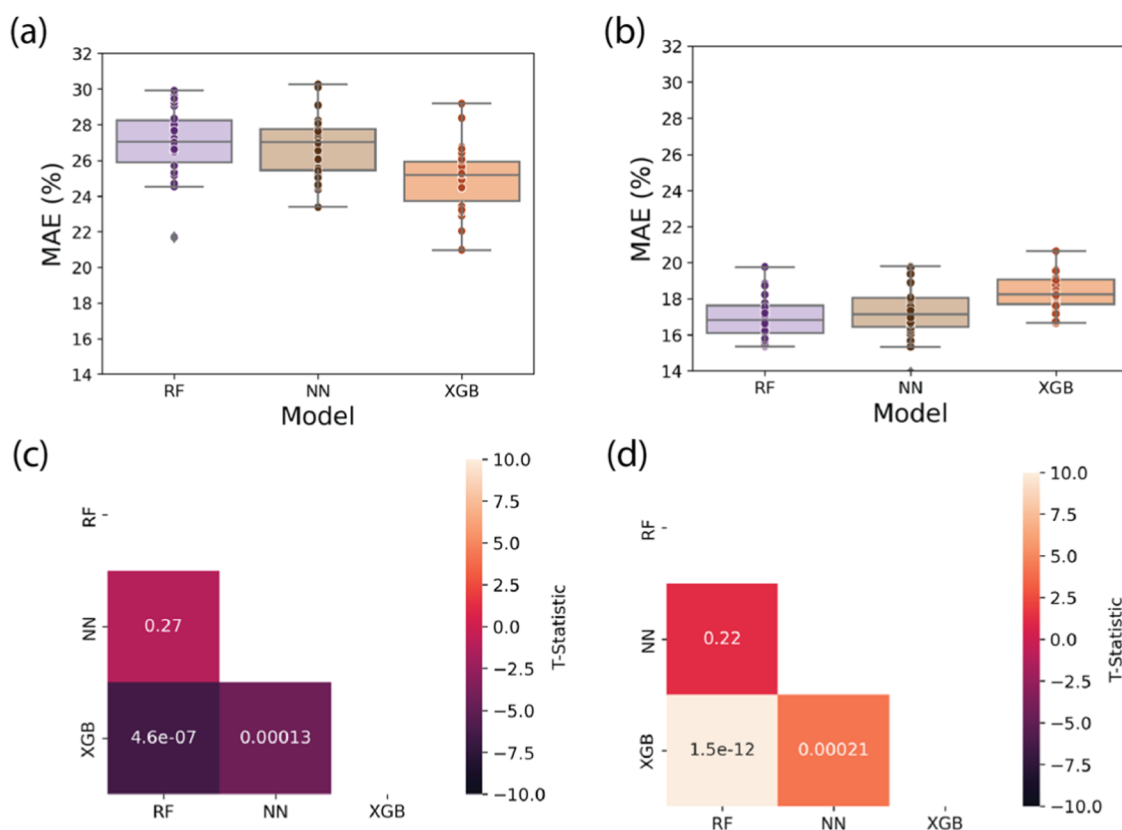 (a)
32
30
28
26
24
22
20
18
16
14
MAE (%)
RF NN XGB
Model
(b)
32
30
28
26
24
22
20
18
16
14
MAE (%)
RF NN XGB
Model
(c)
RF
NN
XGB
0.27
4.6e-07 0.00013
RF NN XGB
10.0
7.5
5.0
2.5
0.0
−2.5
−5.0
−7.5
−10.0
T-Statistic
(d)
RF
NN
XGB
0.22
1.5e-12 0.00021
RF NN XGB
10.0
7.5
5.0
2.5
0.0
−2.5
−5.0
−7.5
−10.0
T-Statistic